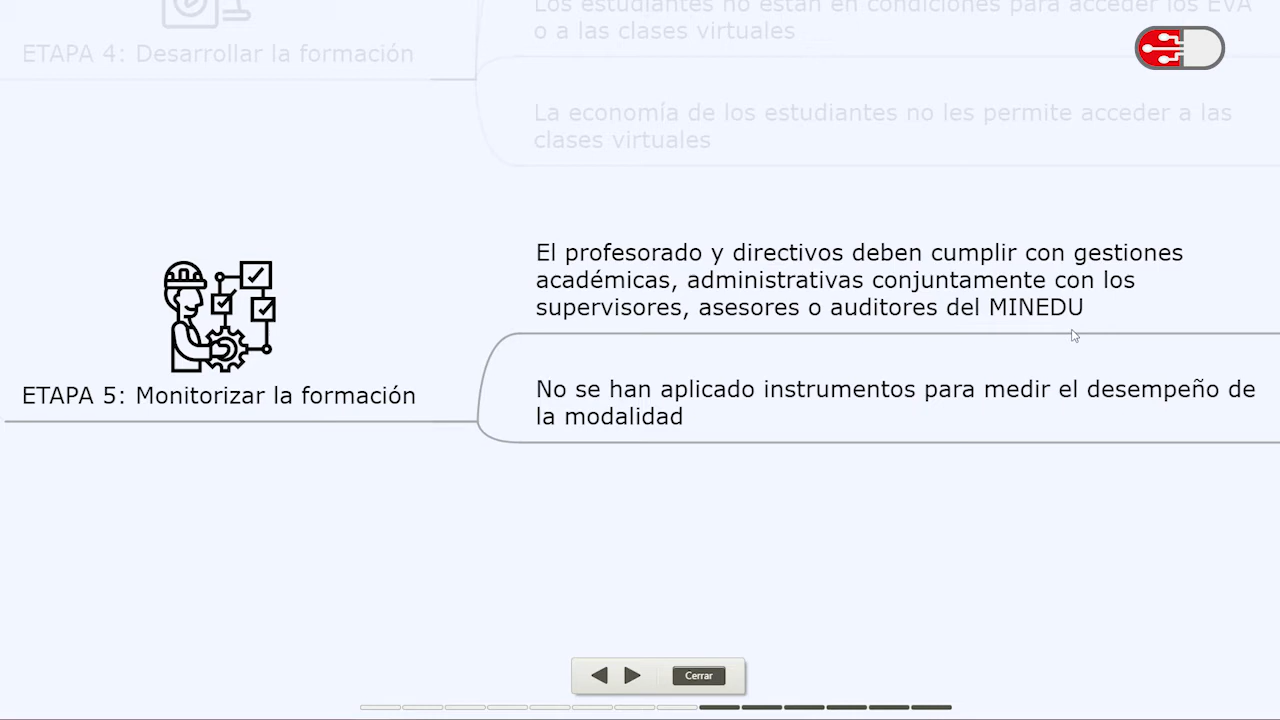 Los estudiantes no están en condiciones para acceder los EVA
o a las clases virtuales
ETAPA 4: Desarrollar la formación
La economía de los estudiantes no les permite acceder a las
clases virtuales
El profesorado y directivos deben cumplir con gestiones
académicas, administrativas conjuntamente con los
supervisores, asesores o auditores del MINEDU
ETAPA 5: Monitorizar la formación
No se han aplicado instrumentos para medir el desempeño de
la modalidad
Cerrar